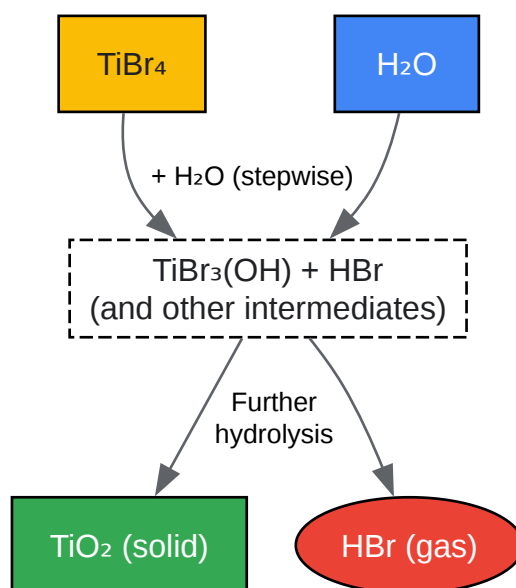 TiBr₄
H₂O
+ H₂O (stepwise)
TiBr₃(OH) + HBr
(and other intermediates)
Further
hydrolysis
TiO₂ (solid)
HBr (gas)